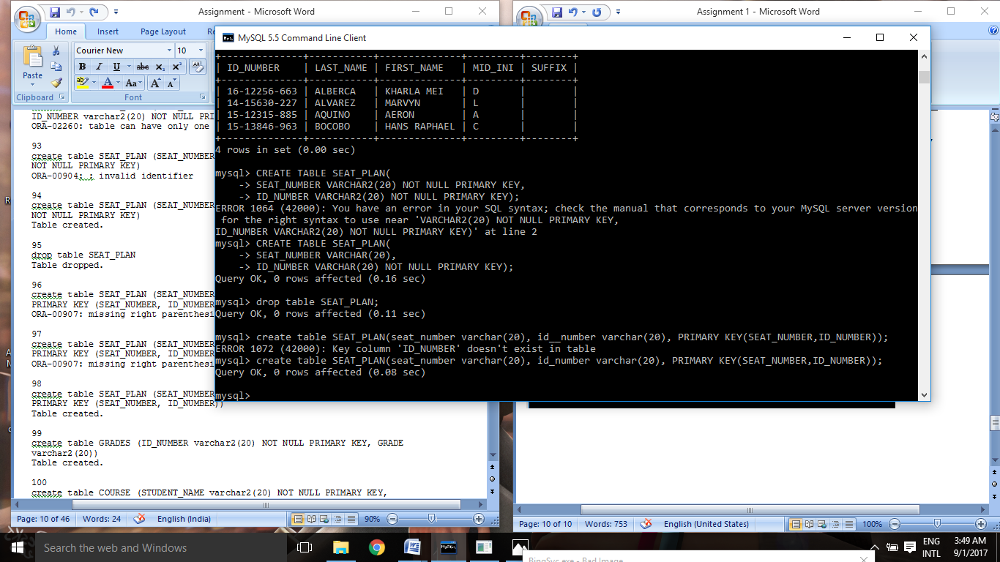 Assignment - Microsoft Word
Assignment 1 - Microsoft Word
Home Insert Page Layout
Courier New 10
Paste
Clipboard
Font
MySQL 5.5 Command Line Client
ID_NUMBER varchar2(20) NOT NULL PRI
ORA-02260: table can have only one
93
create table SEAT_PLAN (SEAT_NUMBER
NOT NULL PRIMARY KEY)
ORA-00904: : invalid identifier
94
create table SEAT_PLAN (SEAT_NUMBER
NOT NULL PRIMARY KEY)
Table created.
95
drop table SEAT_PLAN
Table dropped.
96
create table SEAT_PLAN (SEAT_NUMBER
PRIMARY KEY (SEAT_NUMBER, ID_NUMBER
ORA-00907: missing right parenthesi
97
create table SEAT_PLAN (SEAT_NUMBER
PRIMARY KEY (SEAT_NUMBER, ID_NUMBER
ORA-00907: missing right parenthesi
98
create table SEAT_PLAN (SEAT_NUMBER
PRIMARY KEY (SEAT_NUMBER, ID_NUMBER))
Table created.
99
create table GRADES (ID_NUMBER varchar2(20) NOT NULL PRIMARY KEY, GRADE
varchar2(20))
Table created.
100
create table COURSE (STUDENT_NAME varchar2(20) NOT NULL PRIMARY KEY,
+--------------+-----------+--------------+---------+--------+
| ID_NUMBER | LAST_NAME | FIRST_NAME | MID_INI | SUFFIX |
+--------------+-----------+--------------+---------+--------+
| 16-12256-663 | ALBERCA | KHARLA MEI | D | |
| 14-15630-227 | ALVAREZ | MARVYN | L | |
| 15-12315-885 | AQUINO | AERON | A | |
| 15-13846-963 | BOCOBO | HANS RAPHAEL | C | |
+--------------+-----------+--------------+---------+--------+
4 rows in set (0.00 sec)
mysql> CREATE TABLE SEAT_PLAN(
-> SEAT_NUMBER VARCHAR2(20) NOT NULL PRIMARY KEY,
-> ID_NUMBER VARCHAR2(20) NOT NULL PRIMARY KEY);
ERROR 1064 (42000): You have an error in your SQL syntax; check the manual that corresponds to your MySQL server version
for the right syntax to use near 'VARCHAR2(20) NOT NULL PRIMARY KEY,
ID_NUMBER VARCHAR2(20) NOT NULL PRIMARY KEY)' at line 2
mysql> CREATE TABLE SEAT_PLAN(
-> SEAT_NUMBER VARCHAR(20),
-> ID_NUMBER VARCHAR(20) NOT NULL PRIMARY KEY);
Query OK, 0 rows affected (0.16 sec)
mysql> drop table SEAT_PLAN;
Query OK, 0 rows affected (0.11 sec)
mysql> create table SEAT_PLAN(seat_number varchar(20), id__number varchar(20), PRIMARY KEY(SEAT_NUMBER,ID_NUMBER));
ERROR 1072 (42000): Key column 'ID_NUMBER' doesn't exist in table
mysql> create table SEAT_PLAN(seat_number varchar(20), id_number varchar(20), PRIMARY KEY(SEAT_NUMBER,ID_NUMBER));
Query OK, 0 rows affected (0.08 sec)
mysql>
Page: 10 of 46 Words: 24 English (India) 90%
Page: 10 of 10 Words: 753 English (United States) 100%
Search the web and Windows
ENG
INTL
3:49 AM
9/1/2017
BingSvc.exe - Bad Image